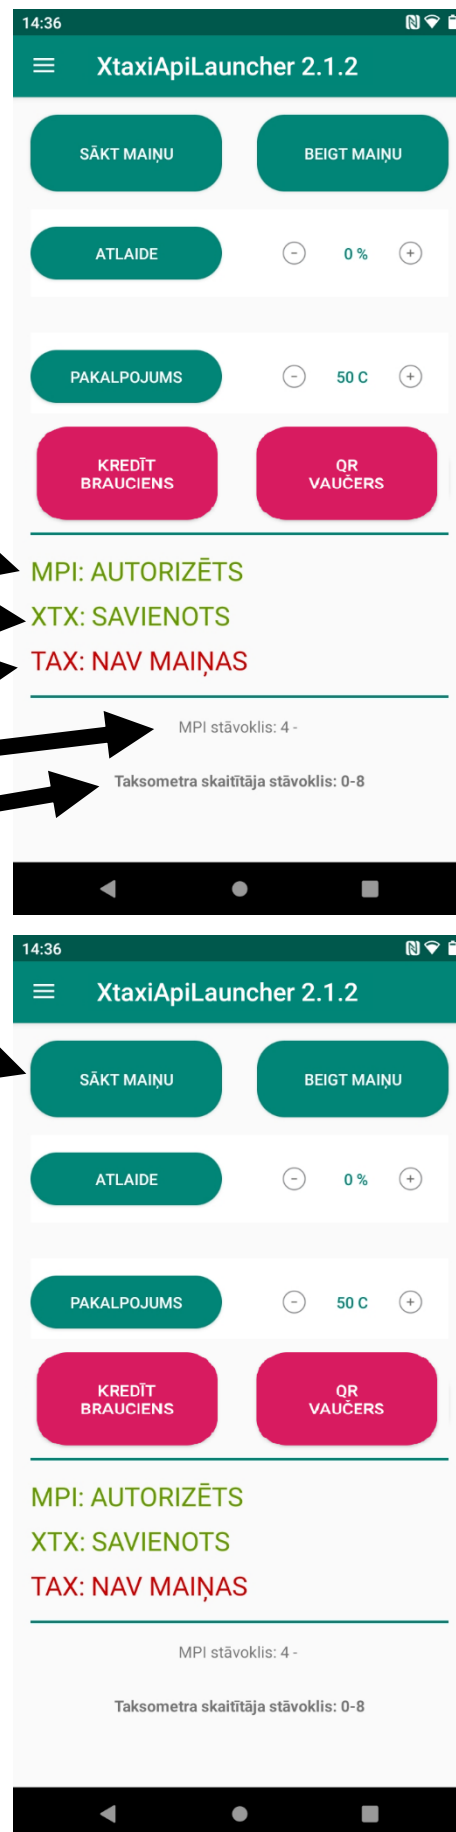 14:36
XtaxiApiLauncher 2.1.2
SĀKT MAIŅU
BEIGT MAIŅU
ATLAIDE
- 0 % +
PAKALPOJUMS
- 50 C +
KREDĪT
BRAUCIENS
QR
VAUČERS
MPI: AUTORIZĒTS
XTX: SAVIENOTS
TAX: NAV MAIŅAS
MPI stāvoklis: 4 -
Taksometra skaitītāja stāvoklis: 0-8
14:36
XtaxiApiLauncher 2.1.2
SĀKT MAIŅU
BEIGT MAIŅU
ATLAIDE
- 0 % +
PAKALPOJUMS
- 50 C +
KREDĪT
BRAUCIENS
QR
VAUČERS
MPI: AUTORIZĒTS
XTX: SAVIENOTS
TAX: NAV MAIŅAS
MPI stāvoklis: 4 -
Taksometra skaitītāja stāvoklis: 0-8